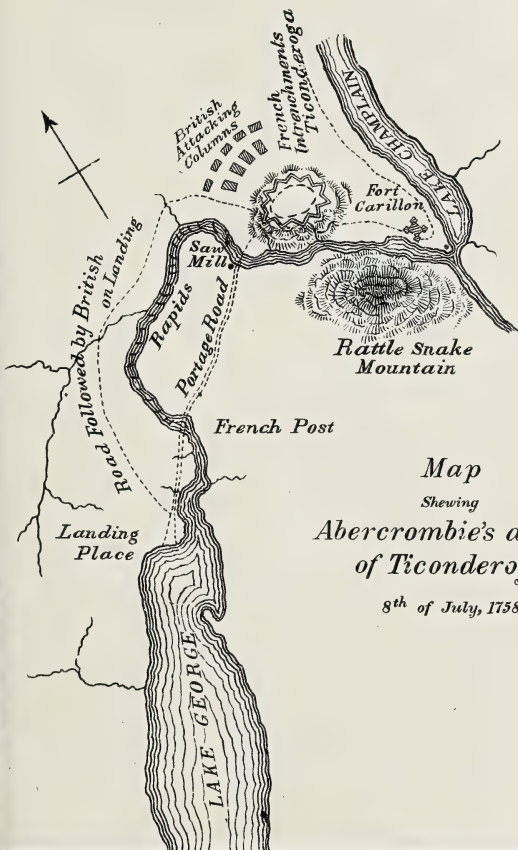 British
Attacking
Columns
French
Intrenchments
Ticonderoga
LAKE CHAMPLAIN
Fort
Carillon
Saw
Mill
Rapids
Portage Road
Road Followed by British
on Landing
Rattle Snake
Mountain
French Post
Landing
Place
LAKE GEORGE
Map
Shewing
Abercrombie's a
of Ticondero
8th of July, 1758